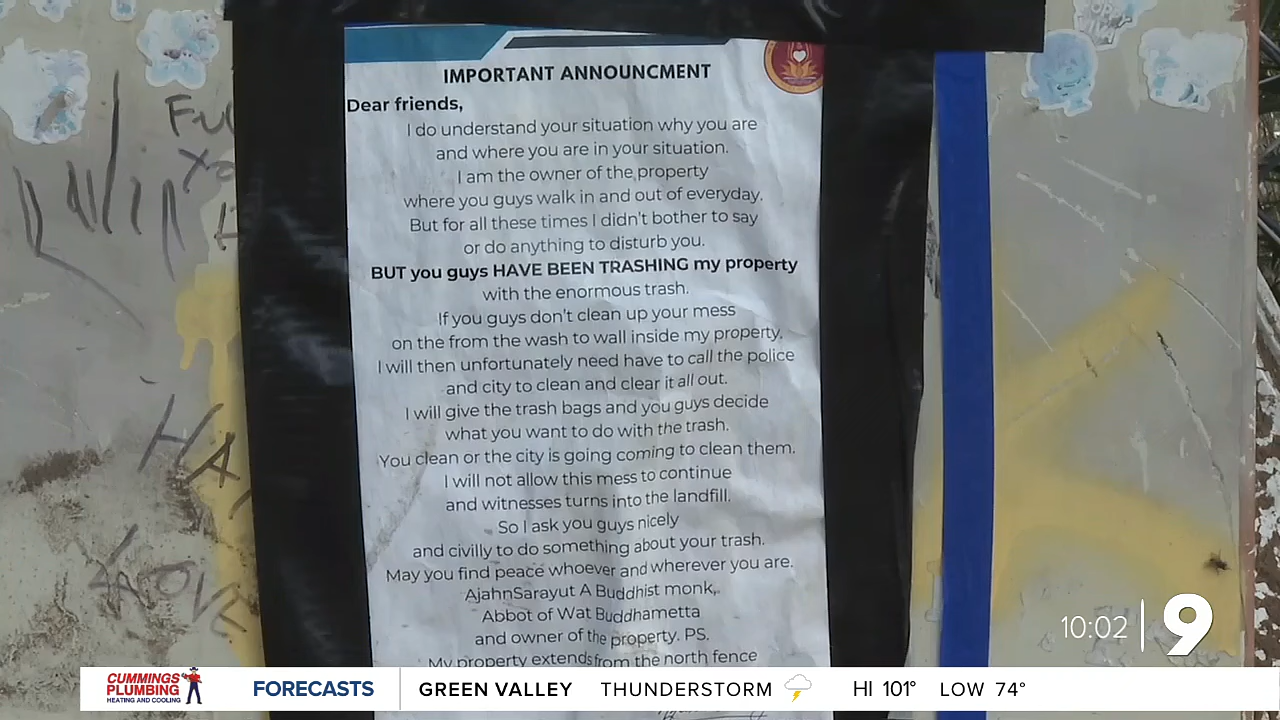 IMPORTANT ANNOUNCMENT
Dear friends,
I do understand your situation why you are
and where you are in your situation.
I am the owner of the property
where you guys walk in and out of everyday.
But for all these times I didn't bother to say
or do anything to disturb you.
BUT you guys HAVE BEEN TRASHING my property
with the enormous trash.
If you guys don't clean up your mess
on the from the wash to wall inside my property.
I will then unfortunately need have to call the police
and city to clean and clear it all out.
I will give the trash bags and you guys decide
what you want to do with the trash.
You clean or the city is going coming to clean them.
I will not allow this mess to continue
and witnesses turns into the landfill.
So I ask you guys nicely
and civilly to do something about your trash.
May you find peace whoever and wherever you are.
AjahnSarayut A Buddhist monk,
Abbot of Wat Buddhametta
and owner of the property. PS.
My property extends from the north fence
10:02 9
CUMMINGS
PLUMBING
HEATING AND COOLING
FORECASTS GREEN VALLEY THUNDERSTORM HI 101° LOW 74°